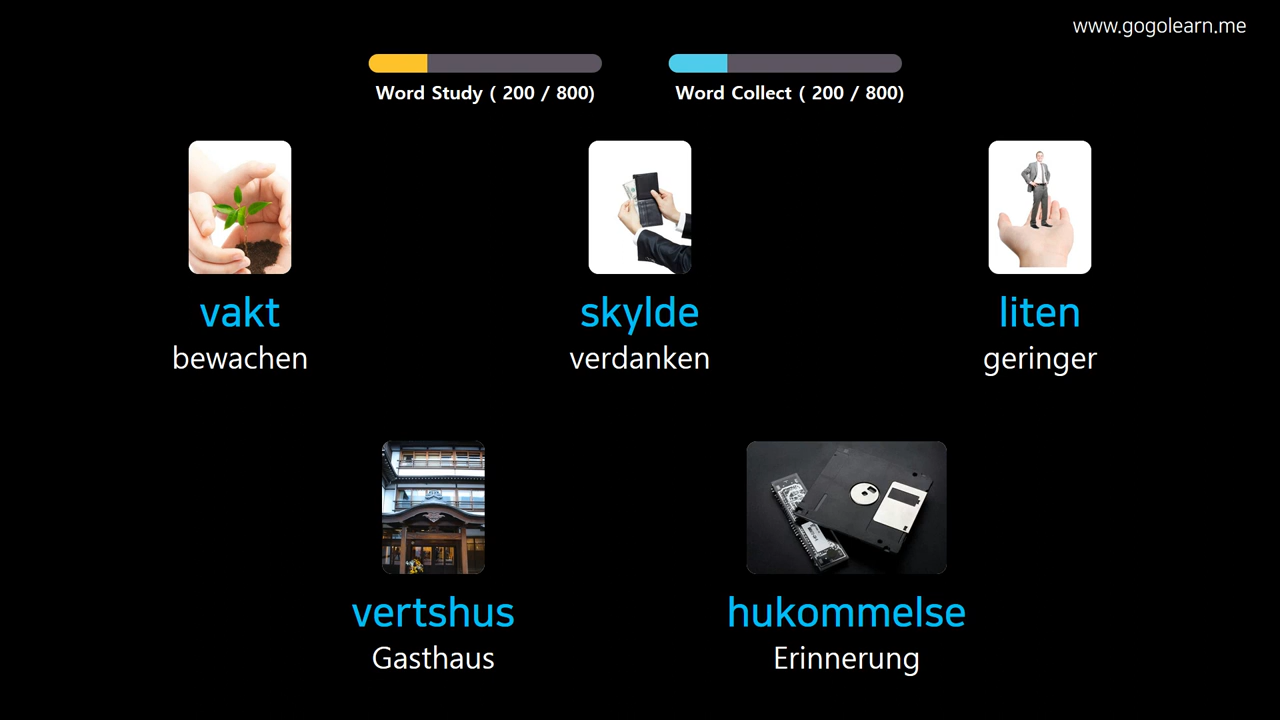 www.gogolearn.me
Word Study ( 200 / 800)
Word Collect ( 200 / 800)
vakt
bewachen
skylde
verdanken
liten
geringer
vertshus
Gasthaus
hukommelse
Erinnerung